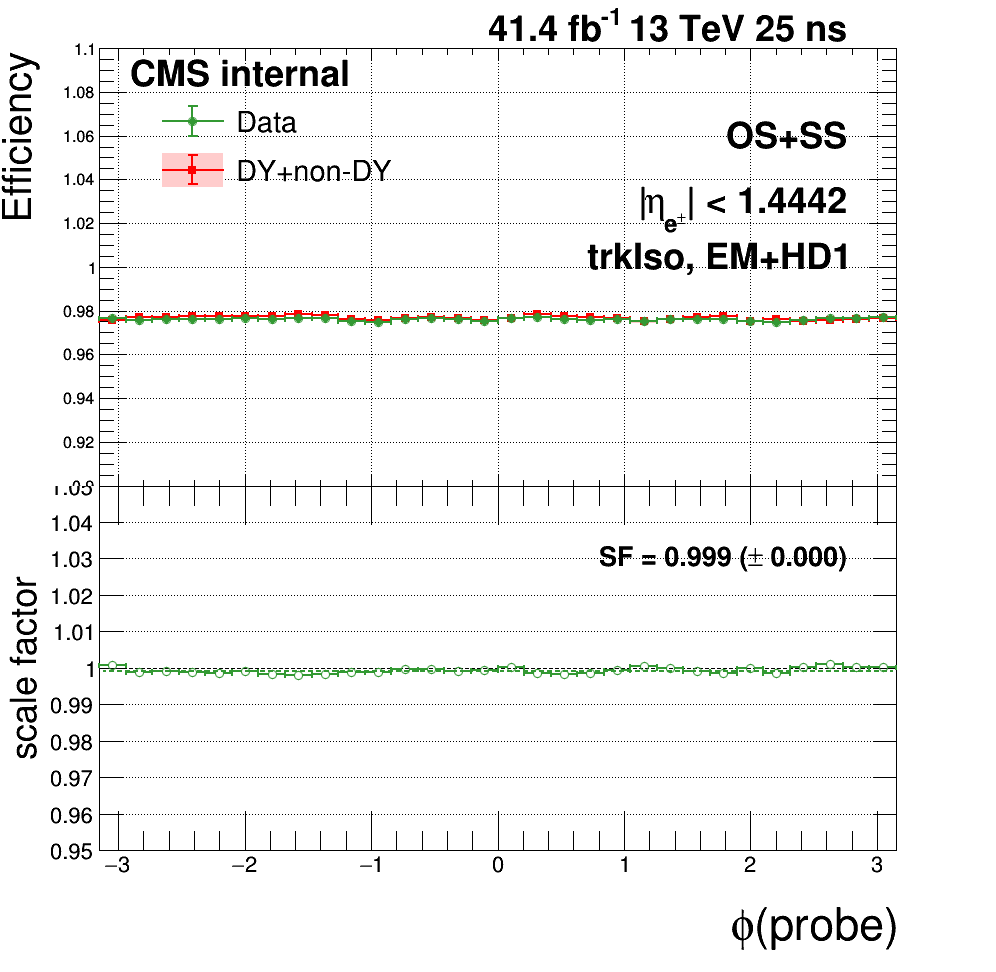 41.4 fb-1 13 TeV 25 ns
Efficiency
1.1
1.08
1.06
1.04
1.02
1
0.98
0.96
0.94
0.92
CMS internal
Data
DY+non-DY
OS+SS
|ηe±| < 1.4442
trkIso, EM+HD1
scale factor
1.05
1.04
1.03
1.02
1.01
1
0.99
0.98
0.97
0.96
0.95
SF = 0.999 (± 0.000)
−3 −2 −1 0 1 2 3
ϕ(probe)